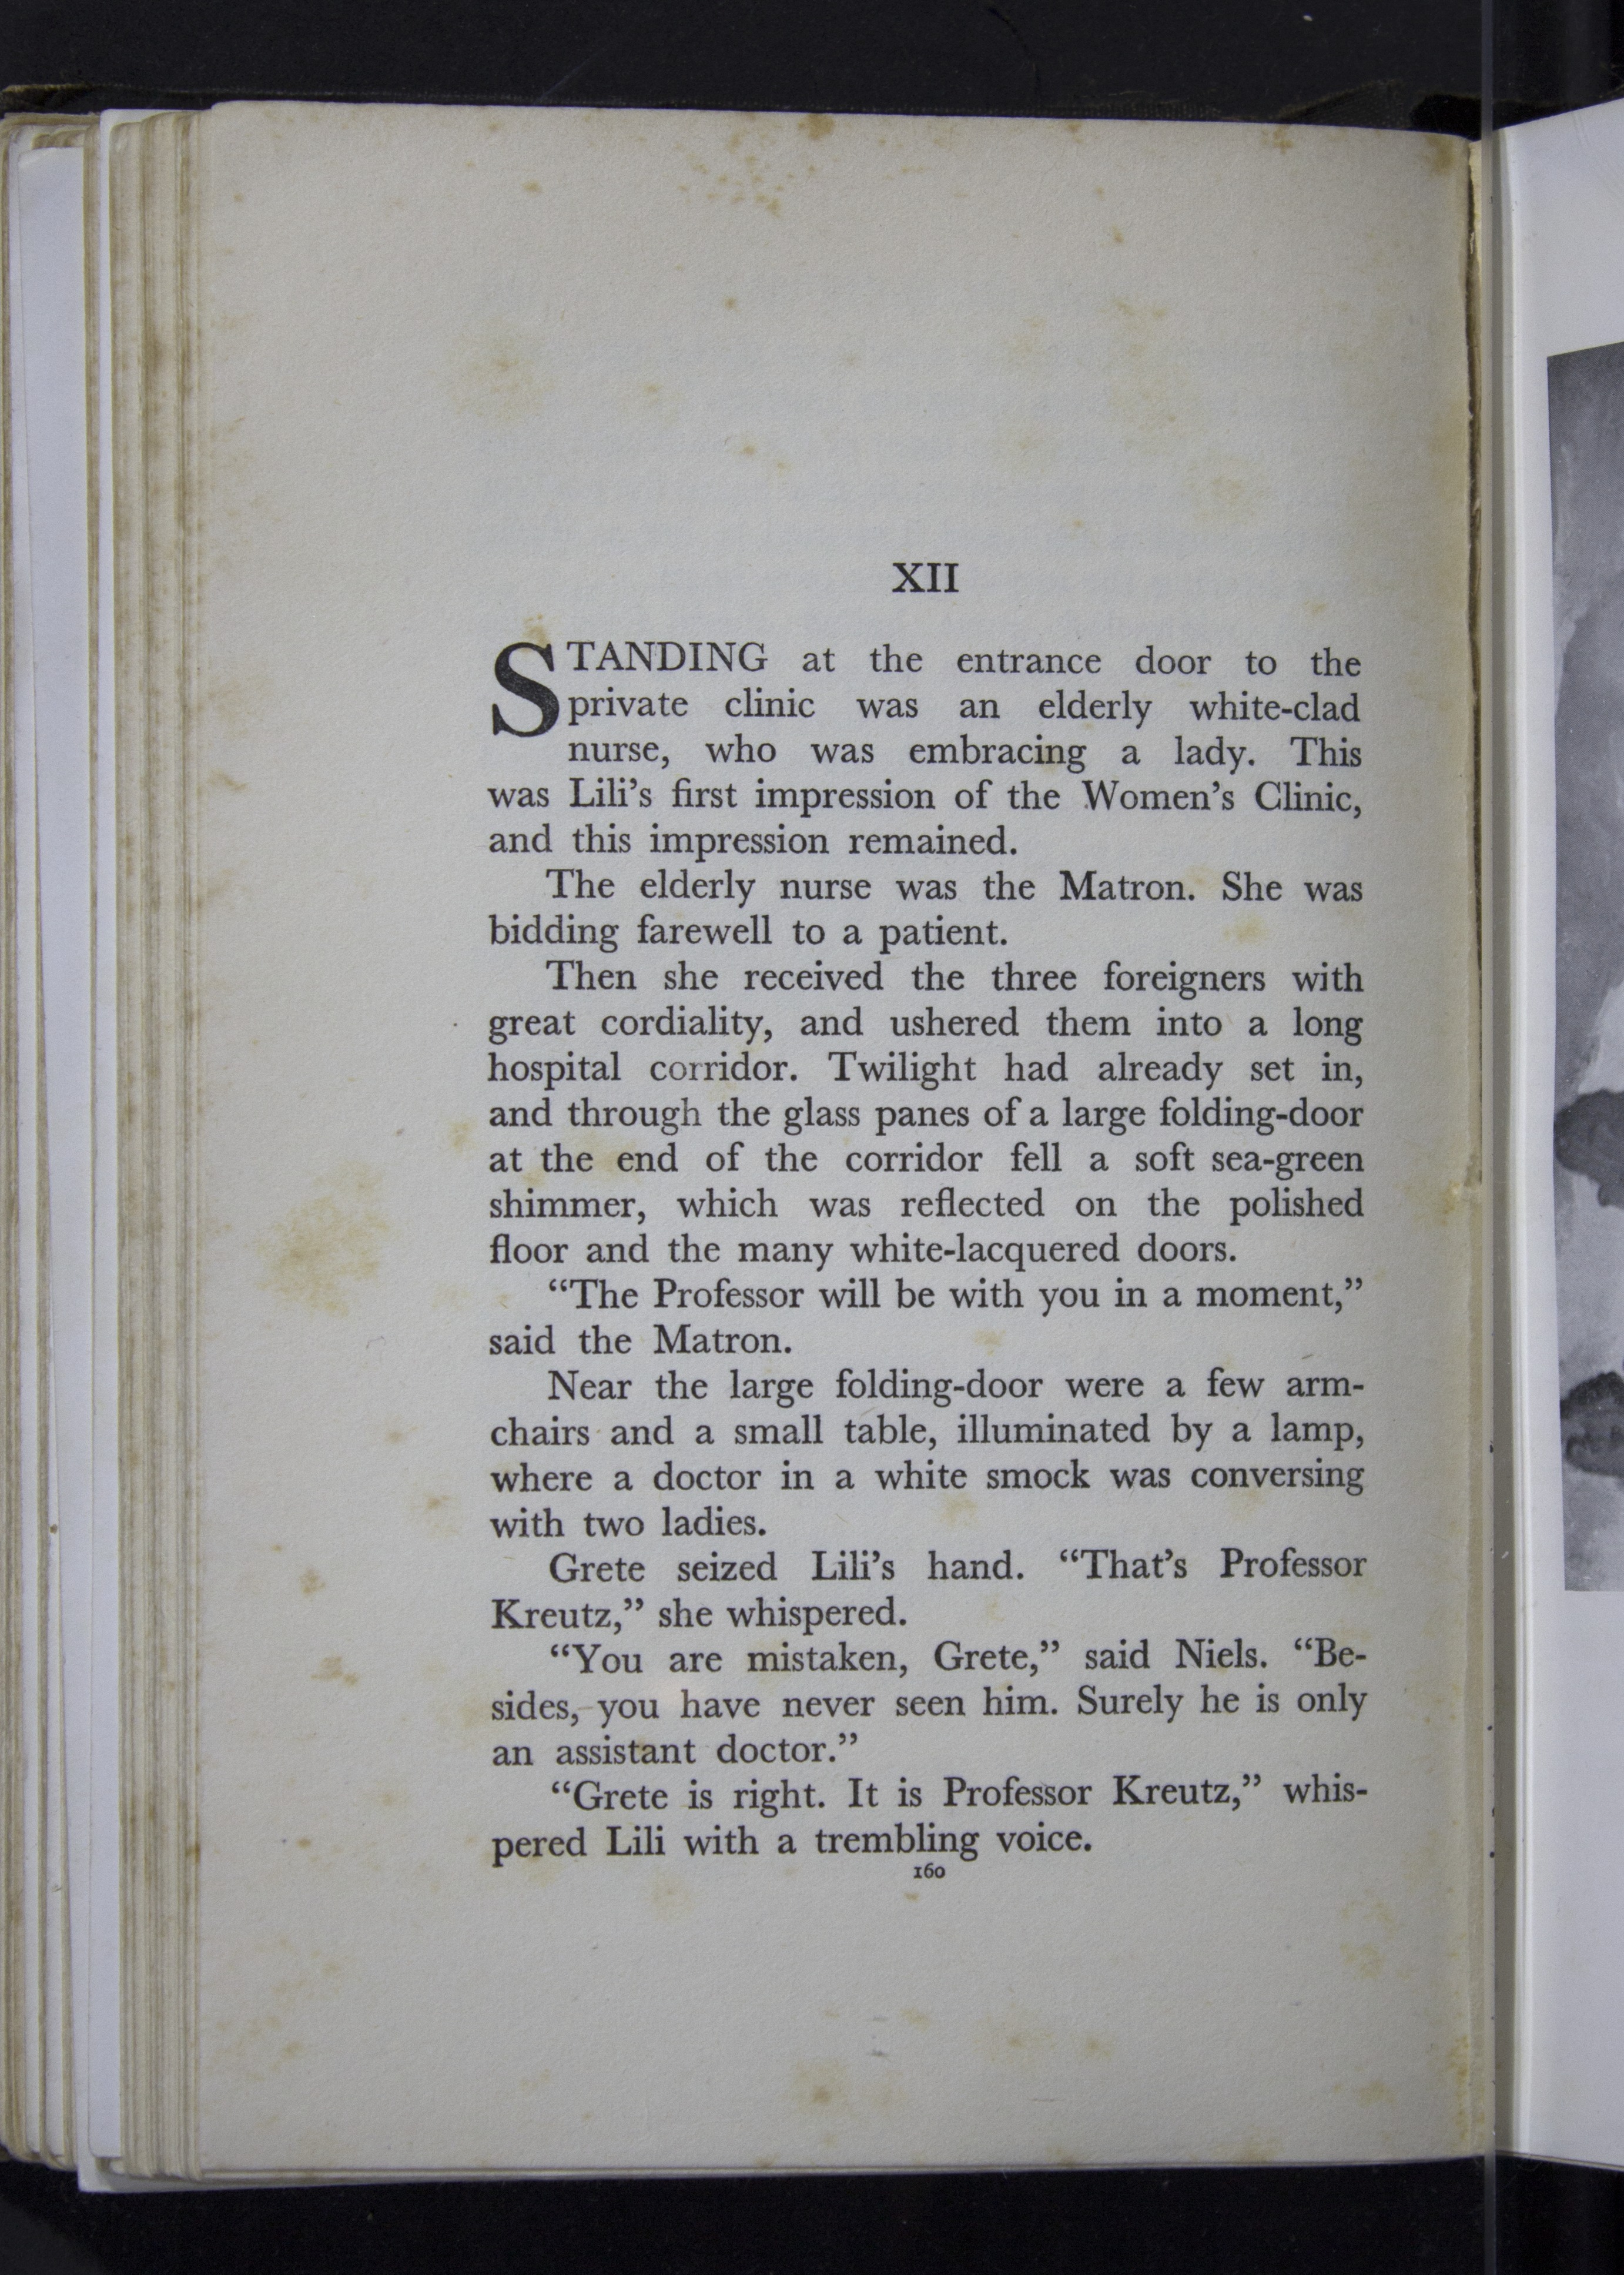 XII
STANDING at the entrance door to the
private clinic was an elderly white-clad
nurse, who was embracing a lady. This
was Lili’s first impression of the Women’s Clinic,
and this impression remained.
The elderly nurse was the Matron. She was
bidding farewell to a patient.
Then she received the three foreigners with
great cordiality, and ushered them into a long
hospital corridor. Twilight had already set in,
and through the glass panes of a large folding-door
at the end of the corridor fell a soft sea-green
shimmer, which was reflected on the polished
floor and the many white-lacquered doors.
“The Professor will be with you in a moment,”
said the Matron.
Near the large folding-door were a few arm-
chairs and a small table, illuminated by a lamp,
where a doctor in a white smock was conversing
with two ladies.
Grete seized Lili’s hand. “That’s Professor
Kreutz,” she whispered.
“You are mistaken, Grete,” said Niels. “Be-
sides, you have never seen him. Surely he is only
an assistant doctor.”
“Grete is right. It is Professor Kreutz,” whis-
pered Lili with a trembling voice.
160